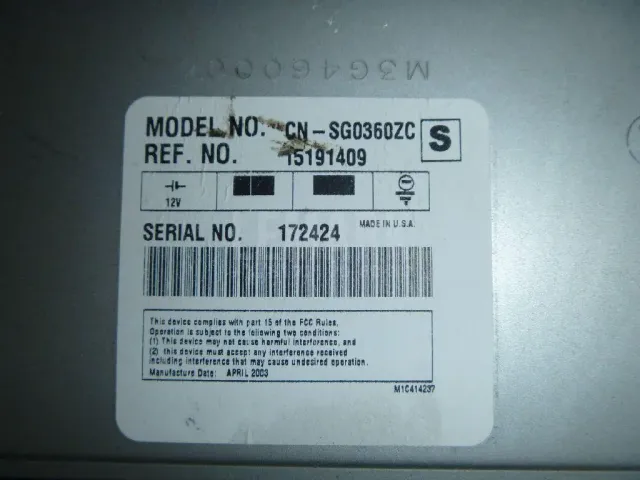 M3G46000
MODEL NO. CN-SG0360ZC S
REF. NO. 15191409
12V
SERIAL NO. 172424 MADE IN U.S.A.
This device complies with part 15 of the FCC Rules.
Operation is subject to the following two conditions:
(1) This device may not cause harmful interference, and
(2) this device must accept any interference received
including interference that may cause undesired operation.
Manufacture Date: APRIL 2003
M1C414237